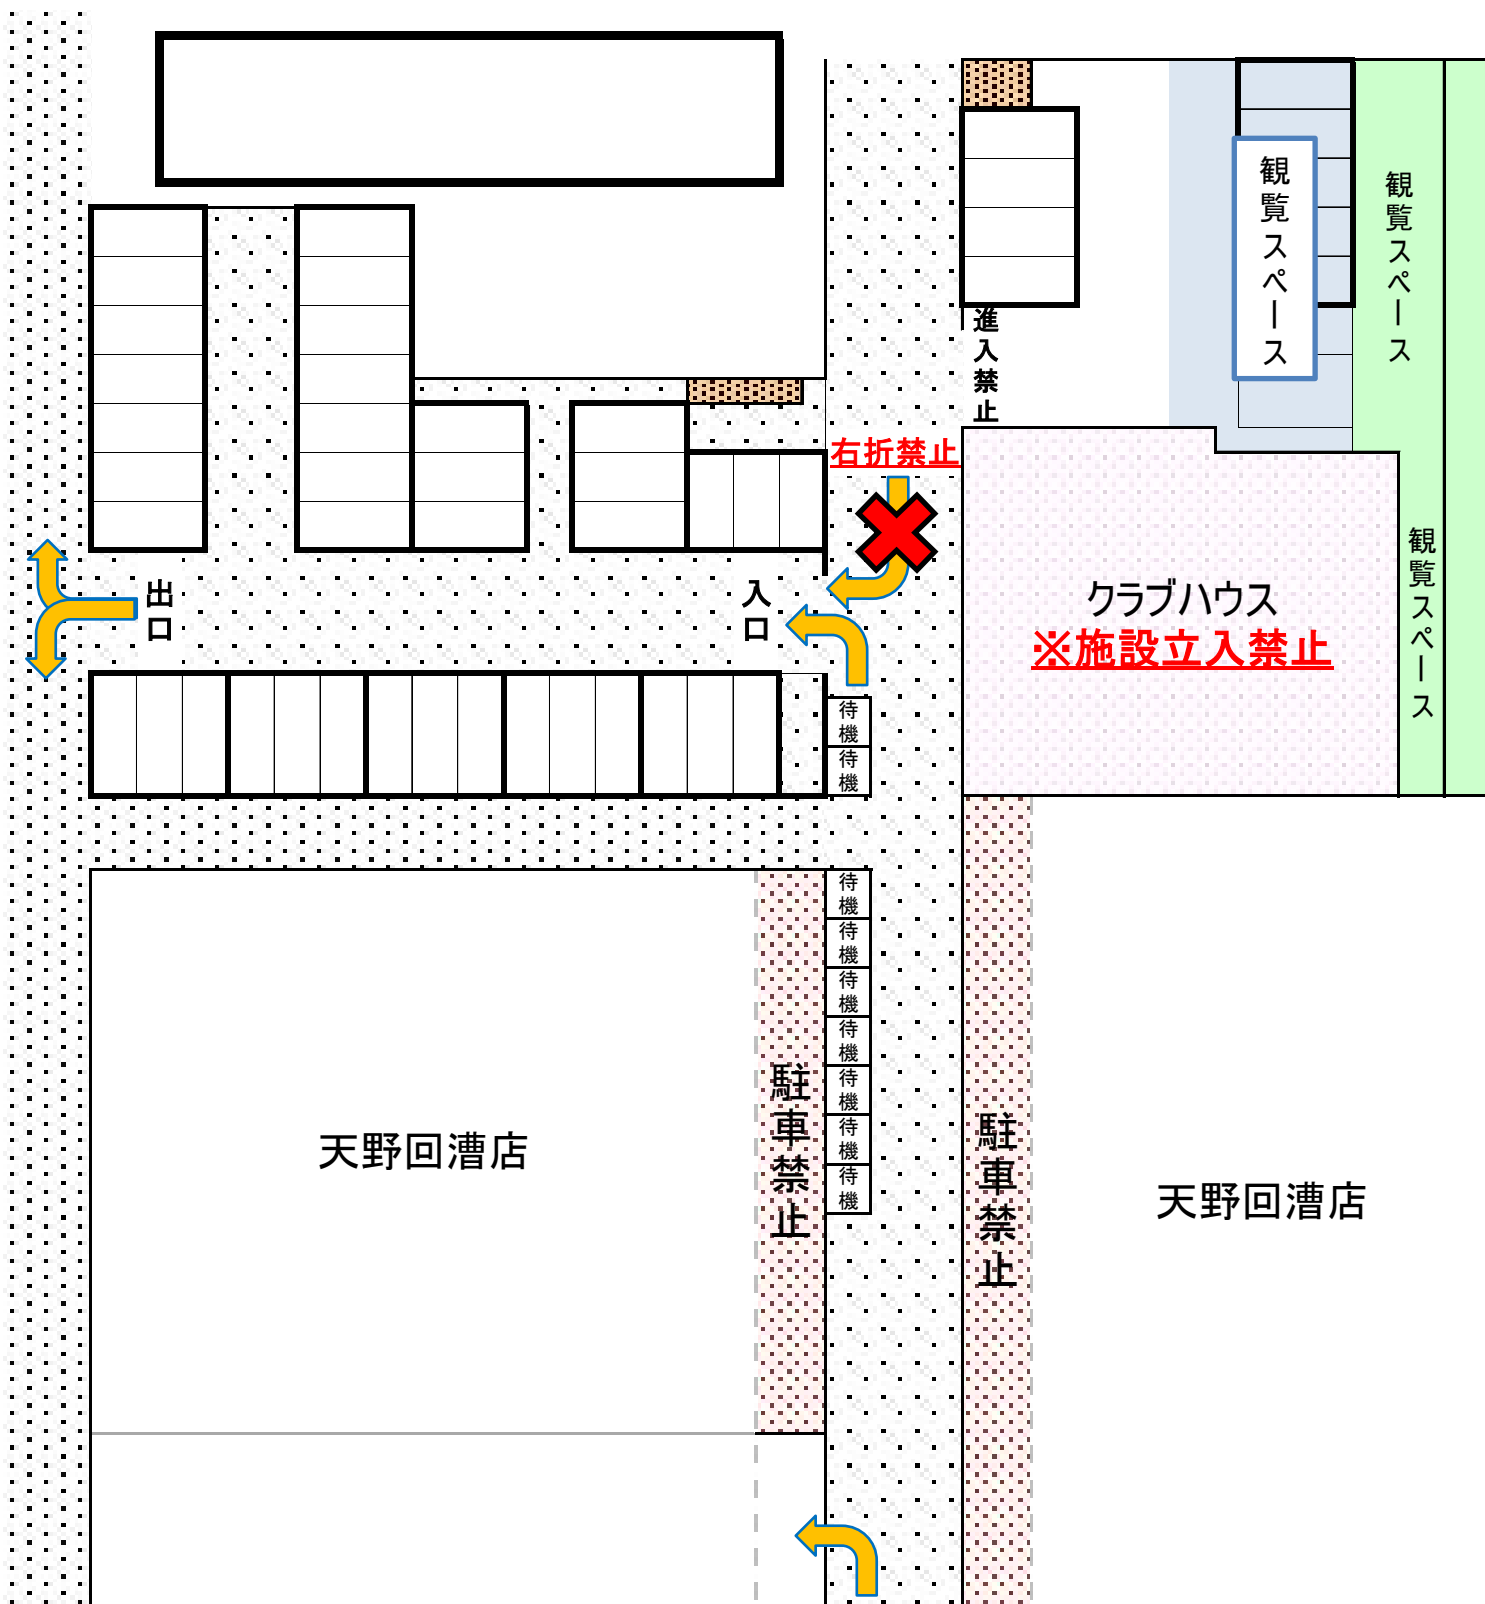 観覧スペース
観覧スペース
進入禁止
右折禁止
出口
入口
クラブハウス
※施設立入禁止
観覧スペース
待機
待機
待機
待機
待機
待機
待機
待機
待機
駐車禁止
駐車禁止
天野回漕店
天野回漕店